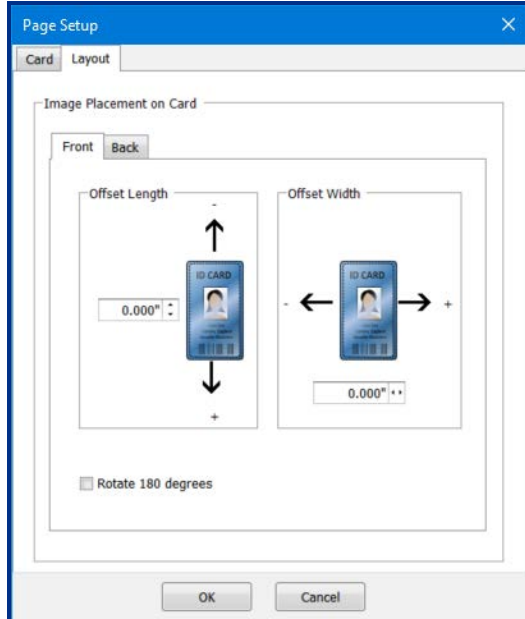 Page Setup
Card Layout
Image Placement on Card
Front Back
Offset Length
-
ID CARD
0.000"
+
Offset Width
ID CARD
- +
0.000"
Rotate 180 degrees
OK Cancel